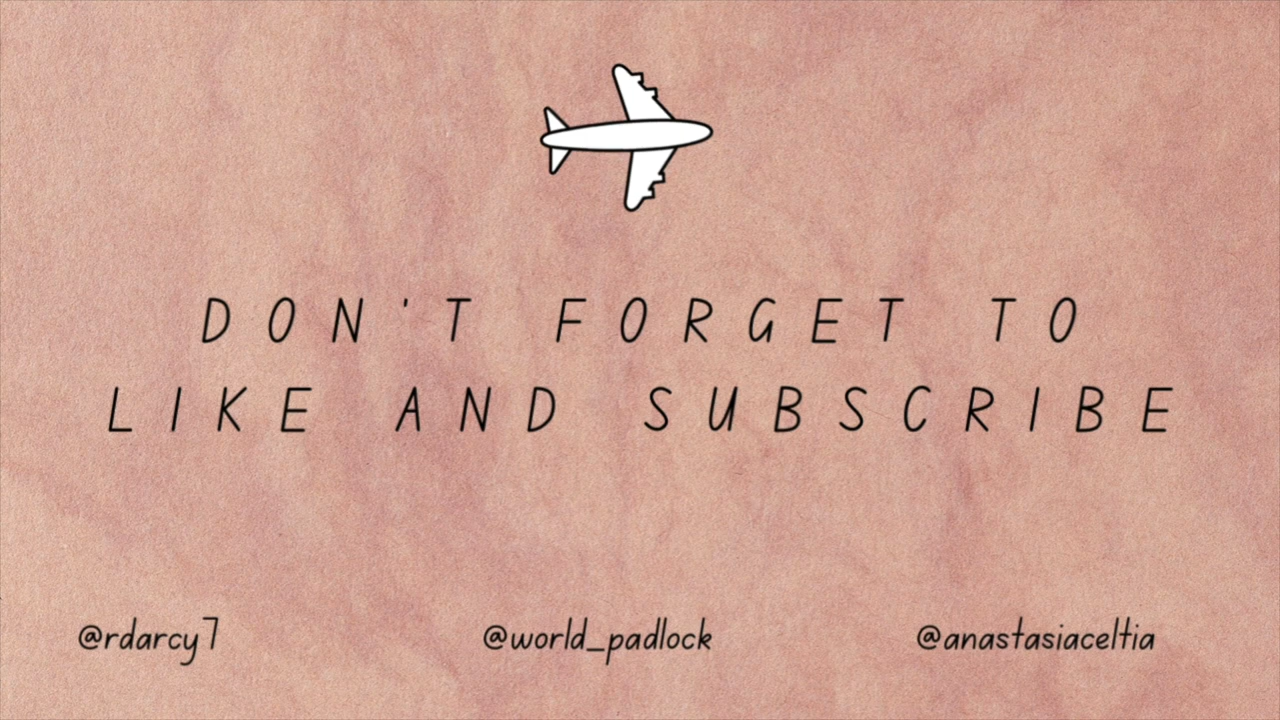 DON'T FORGET TO
LIKE AND SUBSCRIBE
@rdarcy7 @world_padlock @anastasiaceltia